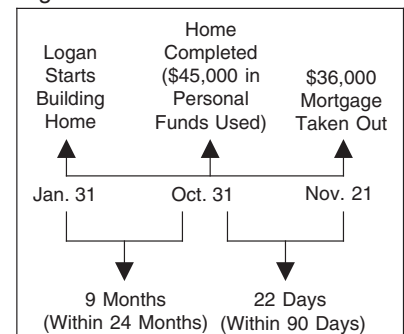 Logan
Starts
Building
Home
Home
Completed
($45,000 in
Personal
Funds Used)
$36,000
Mortgage
Taken Out
Jan. 31
Oct. 31
Nov. 21
9 Months
(Within 24 Months)
22 Days
(Within 90 Days)